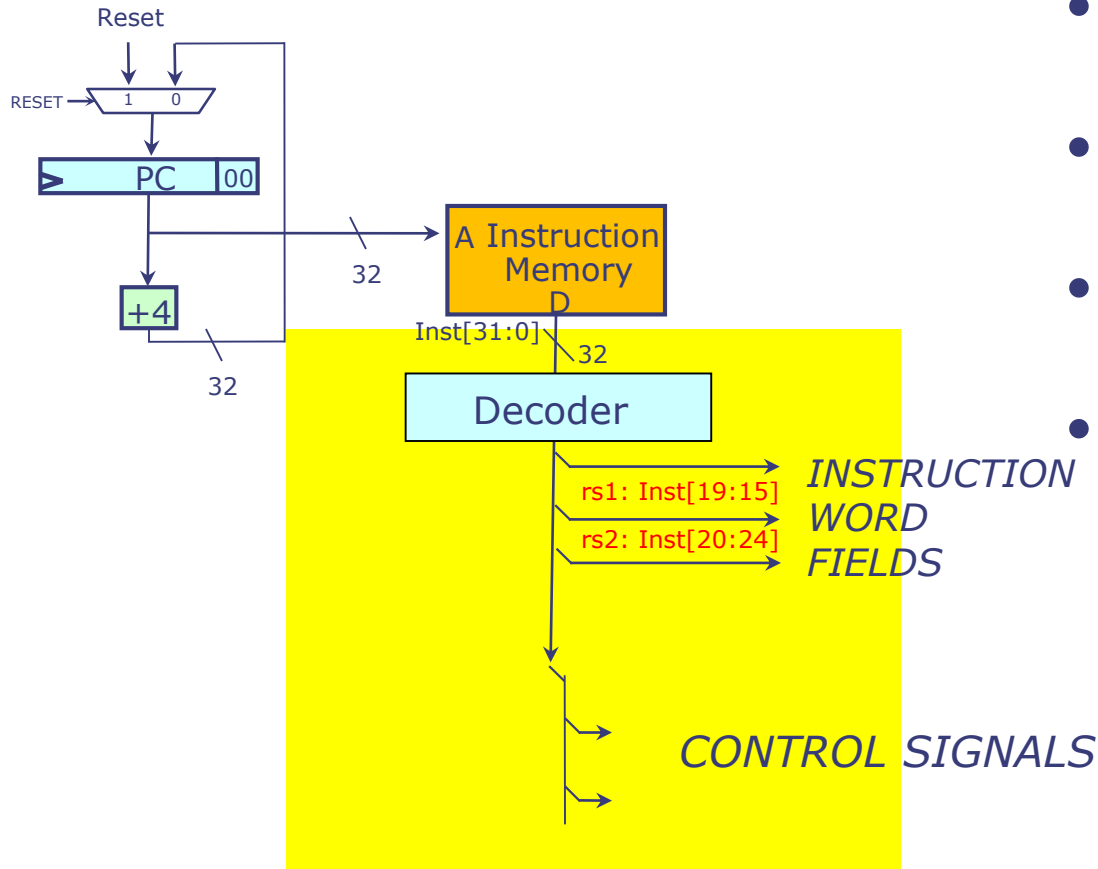 Reset
RESET
1 0
PC
00
32
A Instruction
Memory
D
+4
32
Inst[31:0]
32
Decoder
INSTRUCTION
rs1: Inst[19:15]
WORD
rs2: Inst[20:24]
FIELDS
CONTROL SIGNALS